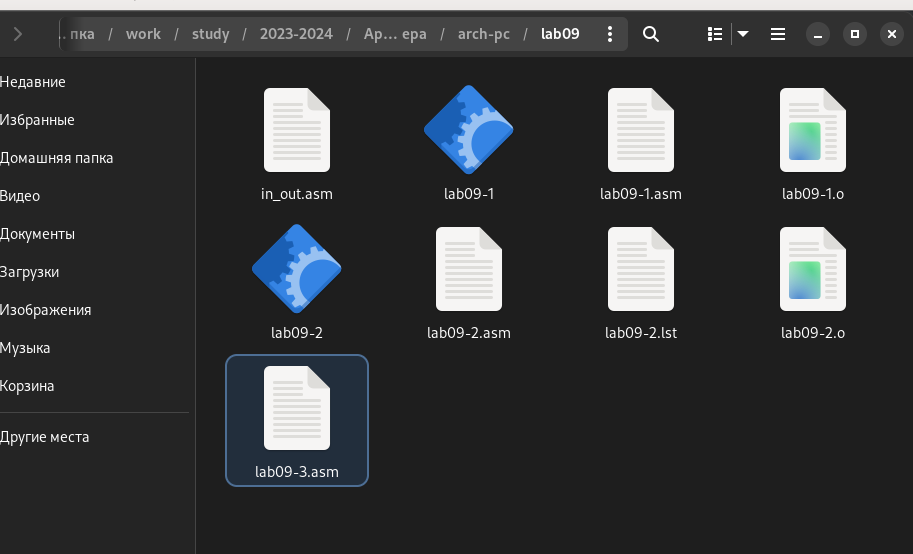 …пка / work / study / 2023-2024 / Ар… ера / arch-pc / lab09
Недавние
Избранные
Домашняя папка
Видео
Документы
Загрузки
Изображения
Музыка
Корзина
Другие места
in_out.asm lab09-1 lab09-1.asm lab09-1.o
lab09-2 lab09-2.asm lab09-2.lst lab09-2.o
lab09-3.asm